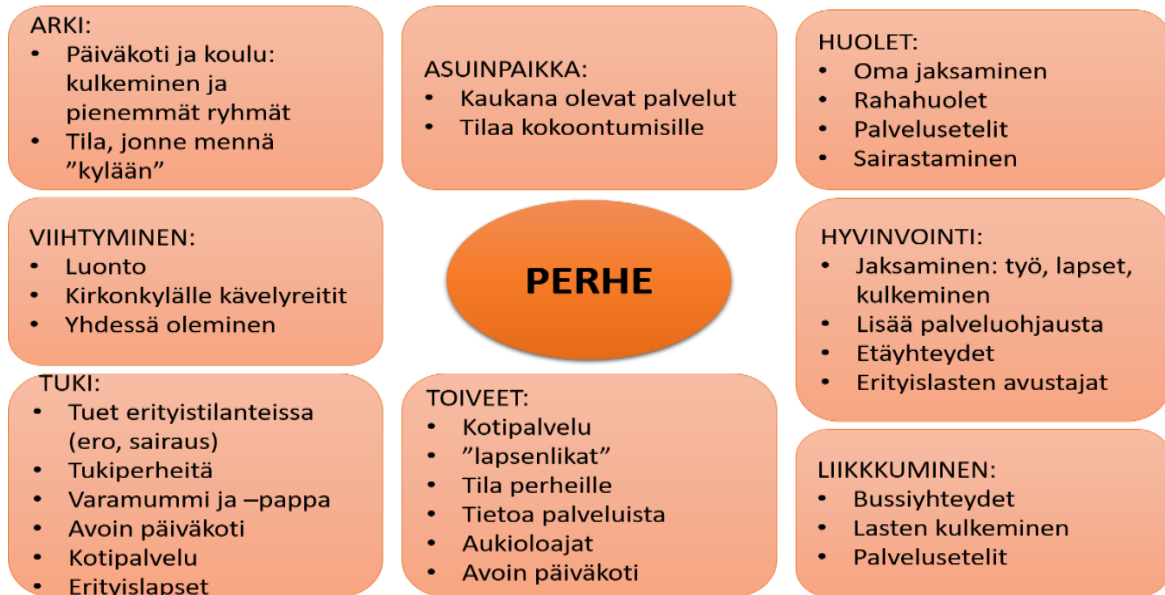 ARKI:
• Päiväkoti ja koulu:
kulkeminen ja
pienemmät ryhmät
• Tila, jonne mennä
”kylään”
ASUINPAIKKA:
• Kaukana olevat palvelut
• Tilaa kokoontumisille
HUOLET:
• Oma jaksaminen
• Rahahuolet
• Palvelusetelit
• Sairastaminen
VIIHTYMINEN:
• Luonto
• Kirkonkylälle kävelyreitit
• Yhdessä oleminen
PERHE
HYVINVOINTI:
• Jaksaminen: työ, lapset,
kulkeminen
• Lisää palveluohjausta
• Etäyhteydet
• Erityislasten avustajat
TUKI:
• Tuet erityistilanteissa
(ero, sairaus)
• Tukiperheitä
• Varamummi ja –pappa
• Avoin päiväkoti
• Kotipalvelu
• Erityislapset
TOIVEET:
• Kotipalvelu
• ”lapsenlikat”
• Tila perheille
• Tietoa palveluista
• Aukioloajat
• Avoin päiväkoti
LIIKKKUMINEN:
• Bussiyhteydet
• Lasten kulkeminen
• Palvelusetelit